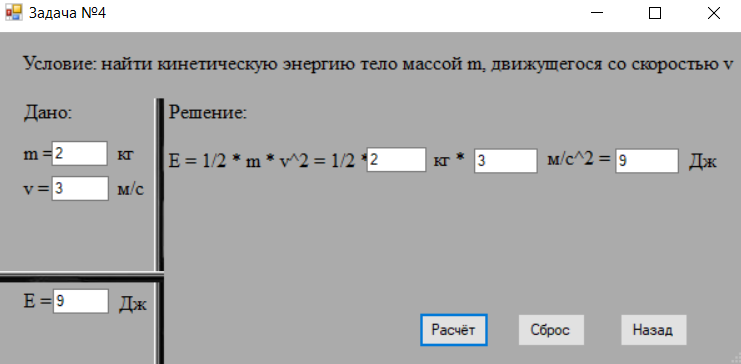 Задача №4
Условие: найти кинетическую энергию тело массой m, движущегося со скоростью v
Дано:
m = 2 кг
v = 3 м/с
Решение:
E = 1/2 * m * v^2 = 1/2 * 2 кг * 3 м/с^2 = 9 Дж
E = 9 Дж
Расчёт Сброс Назад